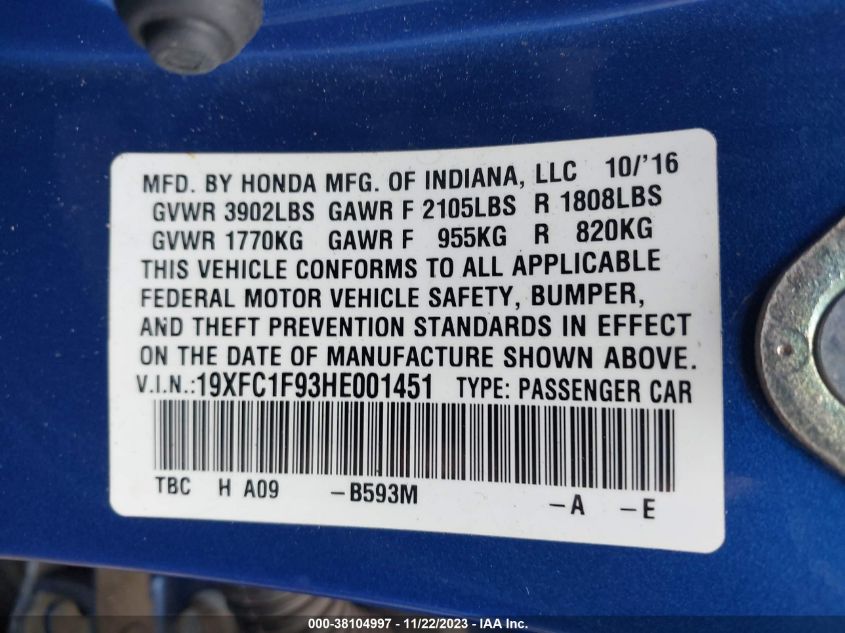 MFD. BY HONDA MFG. OF INDIANA, LLC 10/'16
GVWR 3902LBS GAWR F 2105LBS R 1808LBS
GVWR 1770KG GAWR F 955KG R 820KG
THIS VEHICLE CONFORMS TO ALL APPLICABLE
FEDERAL MOTOR VEHICLE SAFETY, BUMPER,
AND THEFT PREVENTION STANDARDS IN EFFECT
ON THE DATE OF MANUFACTURE SHOWN ABOVE.
V.I.N.:19XFC1F93HE001451 TYPE: PASSENGER CAR
TBC H A09 -B593M -A -E
000-38104997 - 11/22/2023 - IAA Inc.